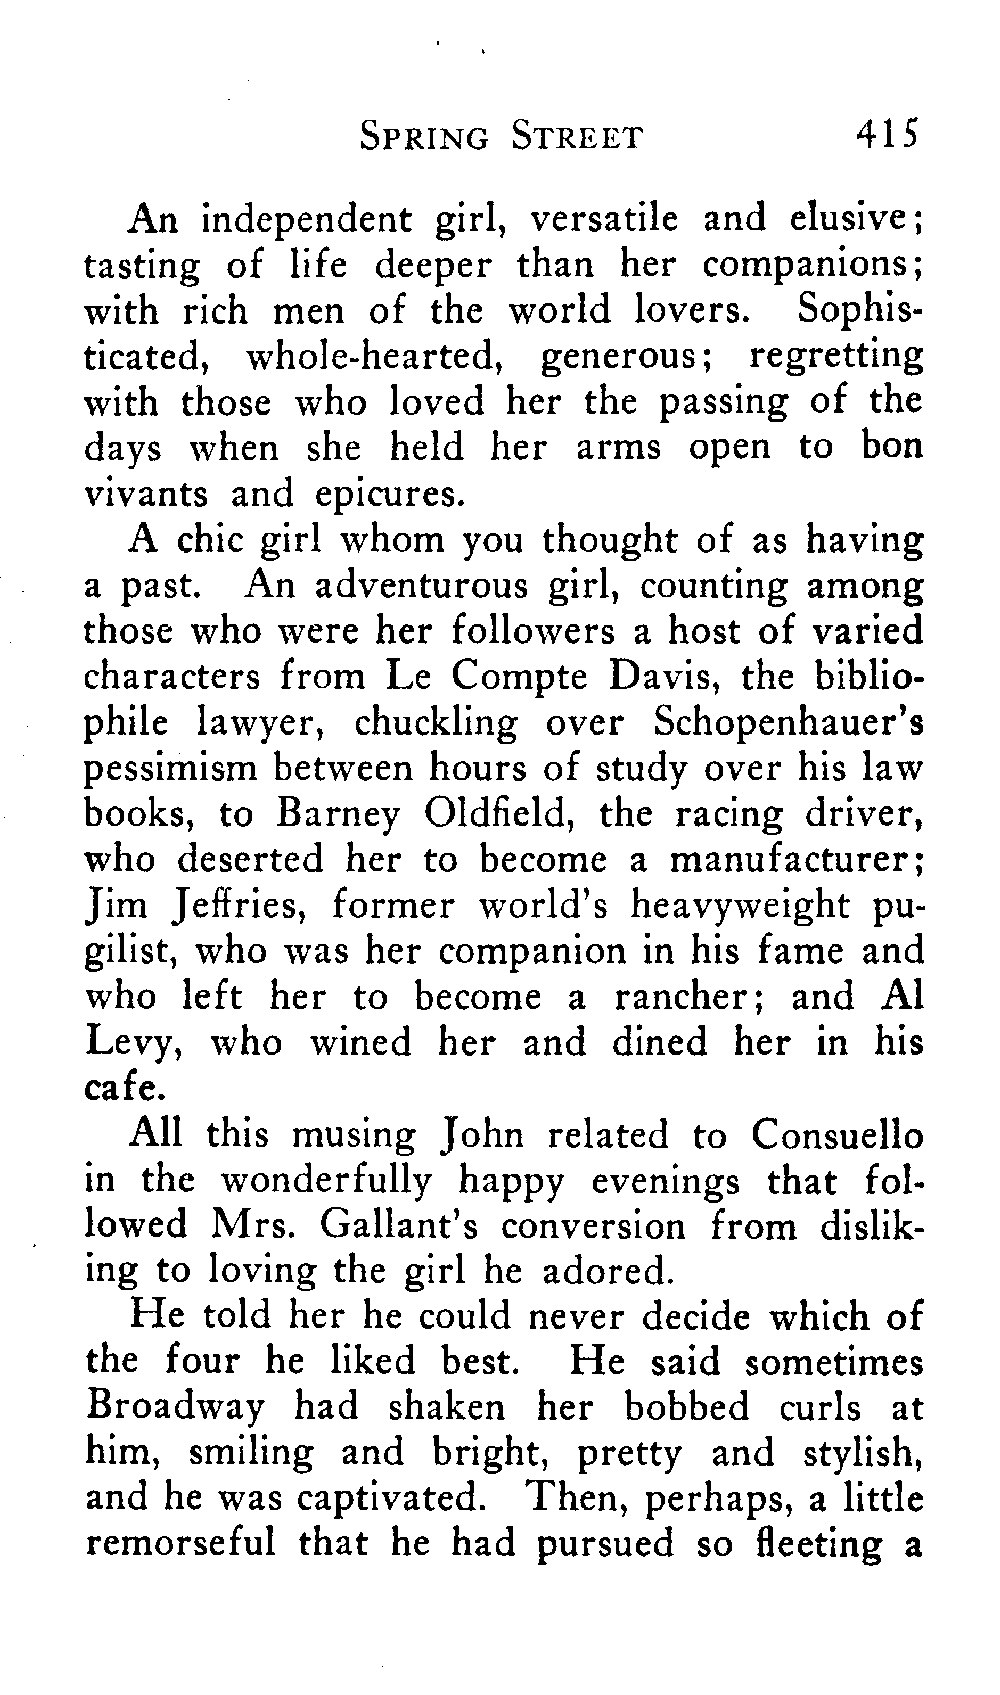 SPRING STREET 415
An independent girl, versatile and elusive;
tasting of life deeper than her companions;
with rich men of the world lovers. Sophis-
ticated, whole-hearted, generous; regretting
with those who loved her the passing of the
days when she held her arms open to bon
vivants and epicures.
A chic girl whom you thought of as having
a past. An adventurous girl, counting among
those who were her followers a host of varied
characters from Le Compte Davis, the biblio-
phile lawyer, chuckling over Schopenhauer's
pessimism between hours of study over his law
books, to Barney Oldfield, the racing driver,
who deserted her to become a manufacturer;
Jim Jeffries, former world's heavyweight pu-
gilist, who was her companion in his fame and
who left her to become a rancher; and Al
Levy, who wined her and dined her in his
cafe.
All this musing John related to Consuello
in the wonderfully happy evenings that fol-
lowed Mrs. Gallant's conversion from dislik-
ing to loving the girl he adored.
He told her he could never decide which of
the four he liked best. He said sometimes
Broadway had shaken her bobbed curls at
him, smiling and bright, pretty and stylish,
and he was captivated. Then, perhaps, a little
remorseful that he had pursued so fleeting a